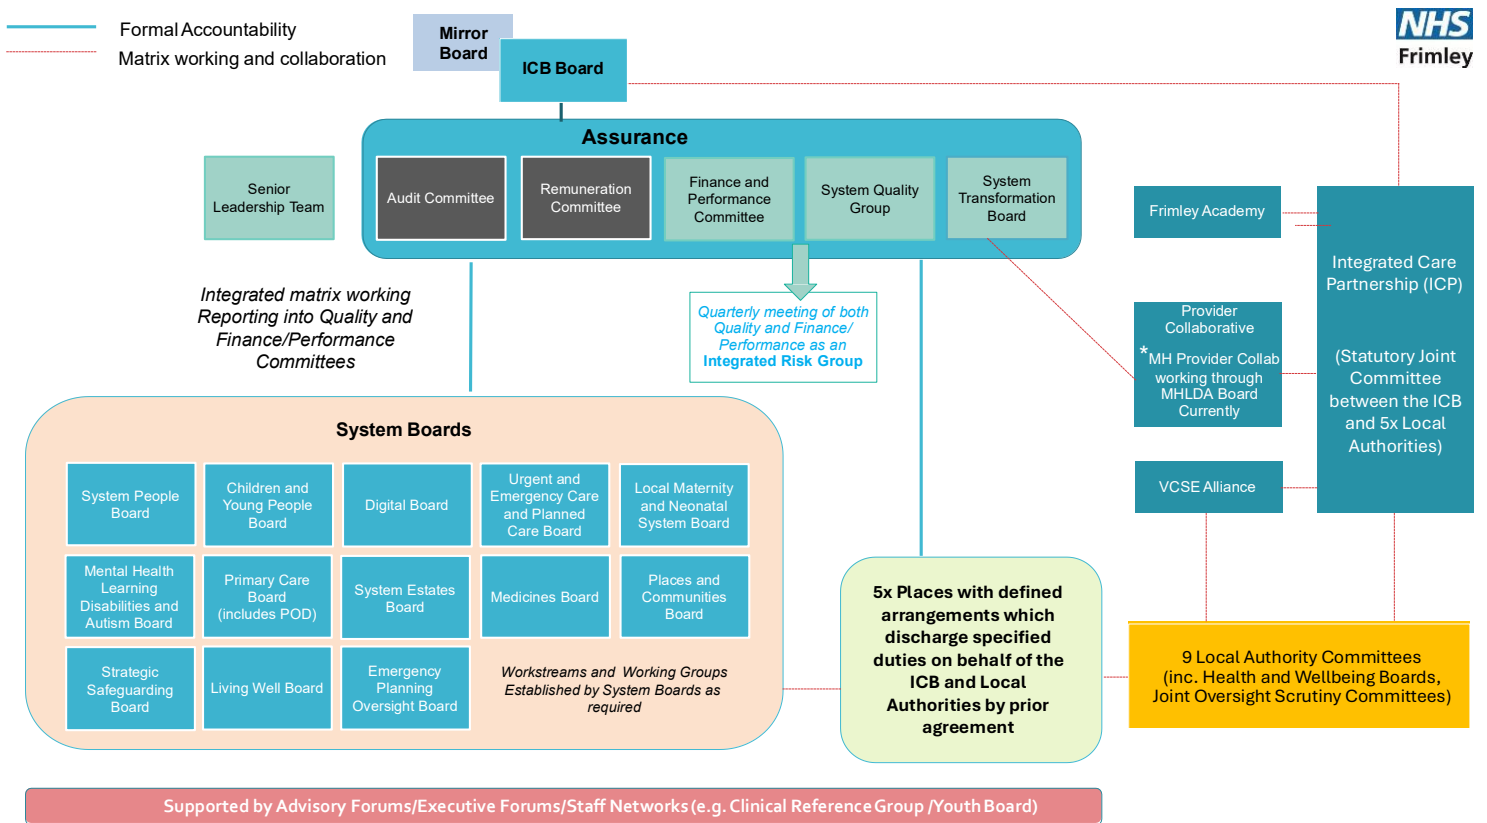 Formal Accountability
Matrix working and collaboration
Mirror
Board
ICB Board
NHS
Frimley
Assurance
Senior
Leadership Team
Audit Committee
Remuneration
Committee
Finance and
Performance
Committee
System Quality
Group
System
Transformation
Board
Integrated matrix working
Reporting into Quality and
Finance/Performance
Committees
Quarterly meeting of both
Quality and Finance/
Performance as an
Integrated Risk Group
Frimley Academy
Provider
Collaborative
*MH Provider Collab
working through
MHLDA Board
Currently
VCSE Alliance
Integrated Care
Partnership (ICP)
(Statutory Joint
Committee
between the ICB
and 5x Local
Authorities)
System Boards
System People
Board
Children and
Young People
Board
Digital Board
Urgent and
Emergency Care
and Planned
Care Board
Local Maternity
and Neonatal
System Board
Mental Health
Learning
Disabilities and
Autism Board
Primary Care
Board
(includes POD)
System Estates
Board
Medicines Board
Places and
Communities
Board
Strategic
Safeguarding
Board
Living Well Board
Emergency
Planning
Oversight Board
Workstreams and Working Groups
Established by System Boards as
required
5x Places with defined
arrangements which
discharge specified
duties on behalf of the
ICB and Local
Authorities by prior
agreement
9 Local Authority Committees
(inc. Health and Wellbeing Boards,
Joint Oversight Scrutiny Committees)
Supported by Advisory Forums/Executive Forums/Staff Networks (e.g. Clinical Reference Group /Youth Board)